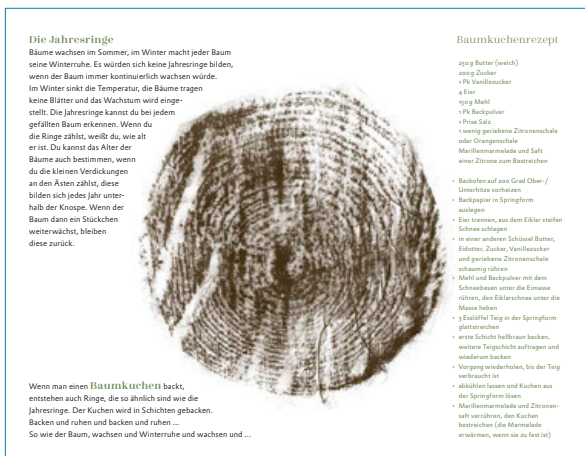 Die Jahresringe
Bäume wachsen im Sommer, im Winter macht jeder Baum
seine Winterruhe. Es würden sich keine Jahresringe bilden,
wenn der Baum immer kontinuierlich wachsen würde.
Im Winter sinkt die Temperatur, die Bäume tragen
keine Blätter und das Wachstum wird einge-
stellt. Die Jahresringe kannst du bei jedem
gefällten Baum erkennen. Wenn du
die Ringe zählst, weißt du, wie alt
er ist. Du kannst das Alter der
Bäume auch bestimmen, wenn
du die kleinen Verdickungen
an den Ästen zählst, diese
bilden sich jedes Jahr unter-
halb der Knospe. Wenn der
Baum dann ein Stückchen
weiterwächst, bleiben
diese zurück.
Wenn man einen Baumkuchen backt,
entstehen auch Ringe, die so ähnlich sind wie die
Jahresringe. Der Kuchen wird in Schichten gebacken.
Backen und ruhen und backen und ruhen ...
So wie der Baum, wachsen und Winterruhe und wachsen und ...
Baumkuchenrezept
250 g Butter (weich)
200 g Zucker
1 Pk Vanillezucker
4 Eier
150 g Mehl
1 Pk Backpulver
1 Prise Salz
1 wenig geriebene Zitronenschale
oder Orangenschale
Marillenmarmelade und Saft
einer Zitrone zum Bestreichen
• Backofen auf 200 Grad Ober-/
Unterhitze vorheizen
• Backpapier in Springform
auslegen
• Eier trennen, aus dem Eiklar steifen
Schnee schlagen
• in einer anderen Schüssel Butter,
Eidotter, Zucker, Vanillezucker
und geriebene Zitronenschale
schaumig rühren
• Mehl und Backpulver mit dem
Schneebesen unter die Eimasse
rühren, den Eiklarschnee unter die
Masse heben
• 3 Esslöffel Teig in der Springform
glattstreichen
• erste Schicht hellbraun backen,
weitere Teigschicht auftragen und
wiederum backen
• Vorgang wiederholen, bis der Teig
verbraucht ist
• abkühlen lassen und Kuchen aus
der Springform lösen
• Marillenmarmelade und Zitronen-
saft verrühren, den Kuchen
bestreichen (die Marmelade
erwärmen, wenn sie zu fest ist)